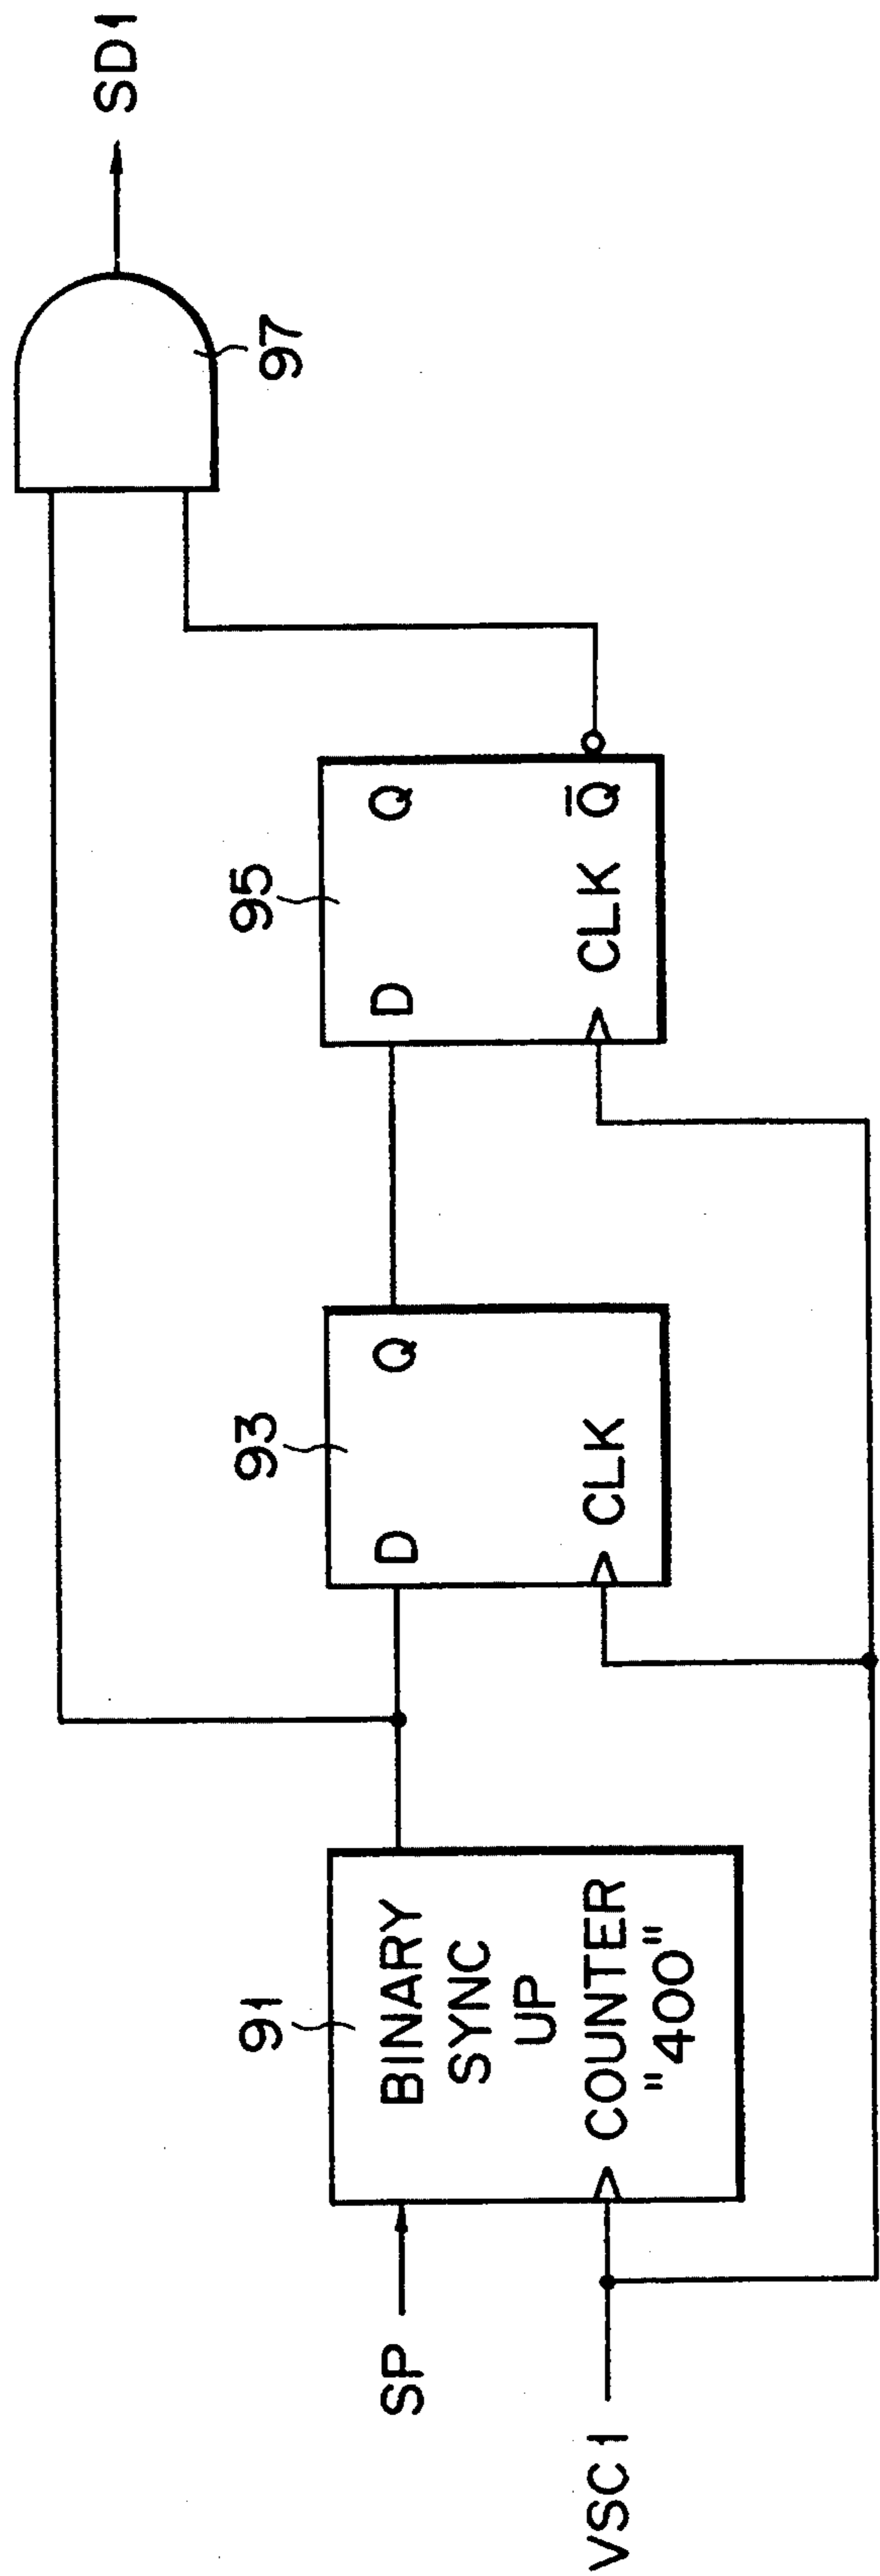 SP
VSC1
91
BINARY
SYNC
UP
COUNTER
"400"
93
D
Q
CLK
95
D
Q
CLK
Q̄
97
SD1